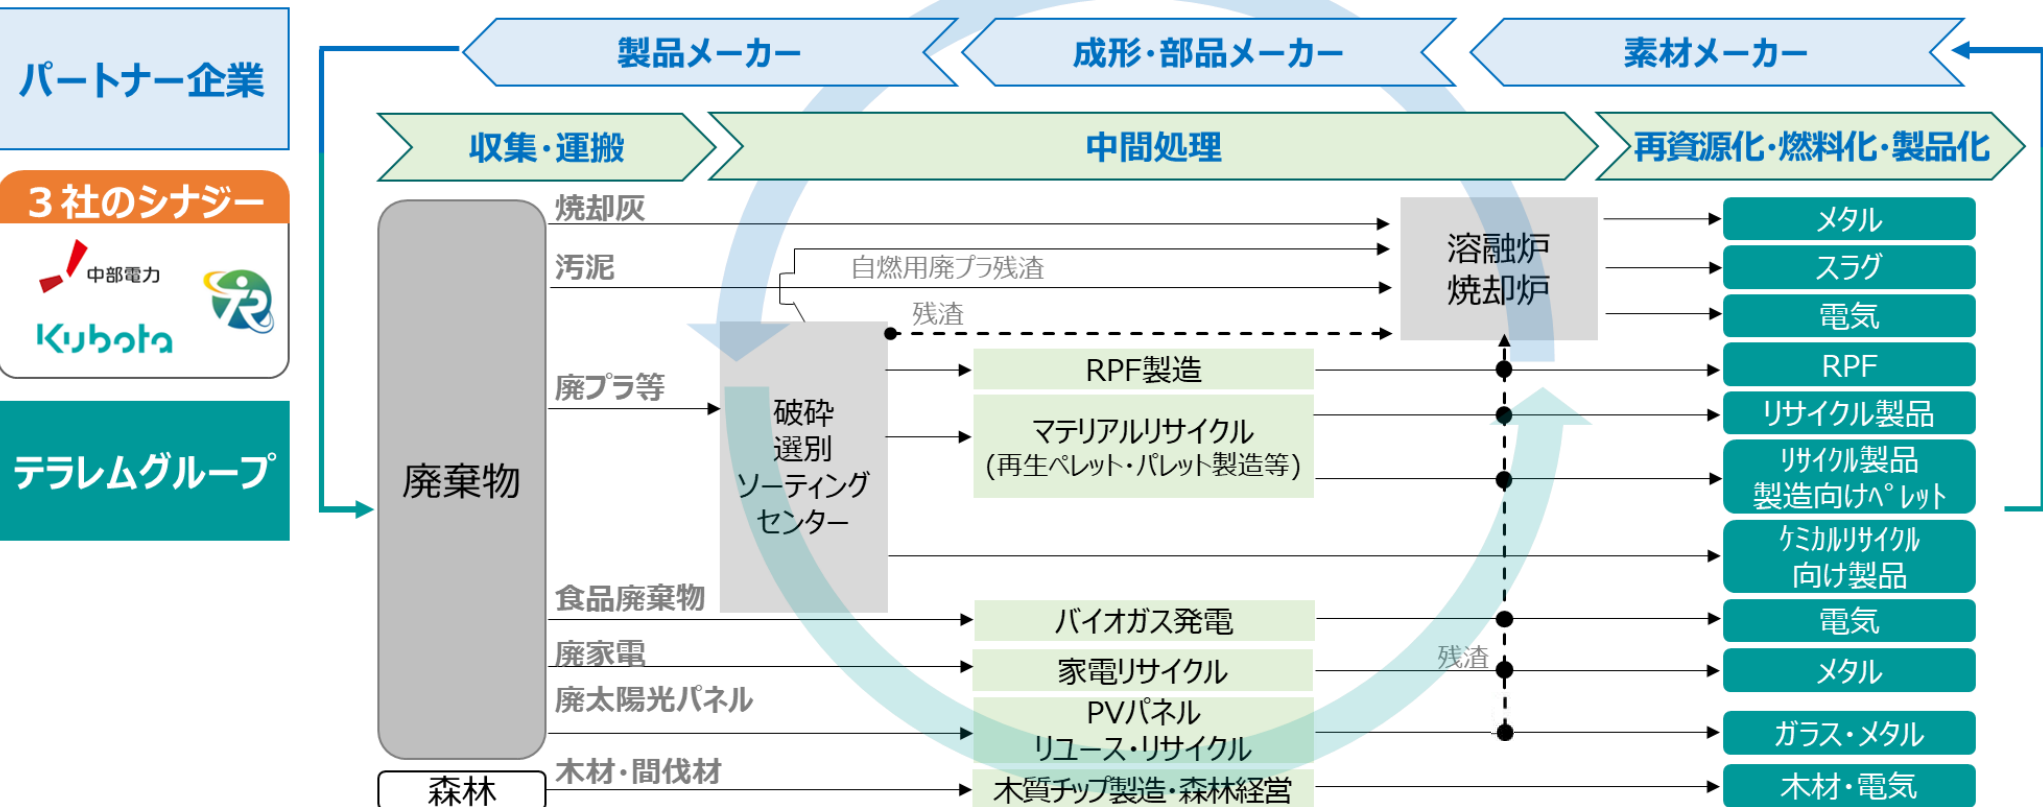 パートナー企業
製品メーカー
成形・部品メーカー
素材メーカー
収集・運搬
中間処理
再資源化・燃料化・製品化
3社のシナジー
中部電力
TR
Kubota
テラレムグループ
廃棄物
森林
焼却灰
汚泥
自燃用廃プラ残渣
残渣
廃プラ等
破砕
選別
ソーティング
センター
溶融炉
焼却炉
RPF製造
マテリアルリサイクル
(再生ペレット・パレット製造等)
食品廃棄物
バイオガス発電
廃家電
家電リサイクル
残渣
廃太陽光パネル
PVパネル
リユース・リサイクル
木材・間伐材
木質チップ製造・森林経営
メタル
スラグ
電気
RPF
リサイクル製品
リサイクル製品
製造向けペレット
ケミカルリサイクル
向け製品
電気
メタル
ガラス・メタル
木材・電気